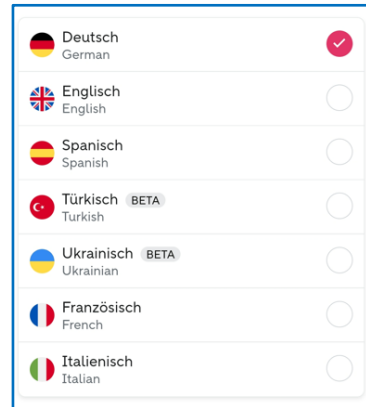 Deutsch
German
Englisch
English
Spanisch
Spanish
Türkisch BETA
Turkish
Ukrainisch BETA
Ukrainian
Französisch
French
Italienisch
Italian